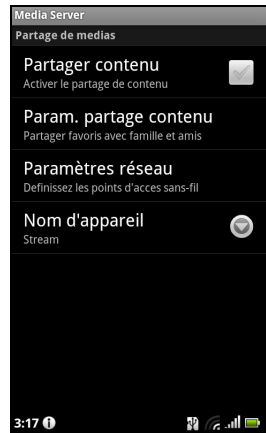 Media Server
Partage de medias
Partager contenu
Activer le partage de contenu
Param. partage contenu
Partager favoris avec famille et amis
Paramètres réseau
Definissez les points d'acces sans-fil
Nom d'appareil
Stream
3:17